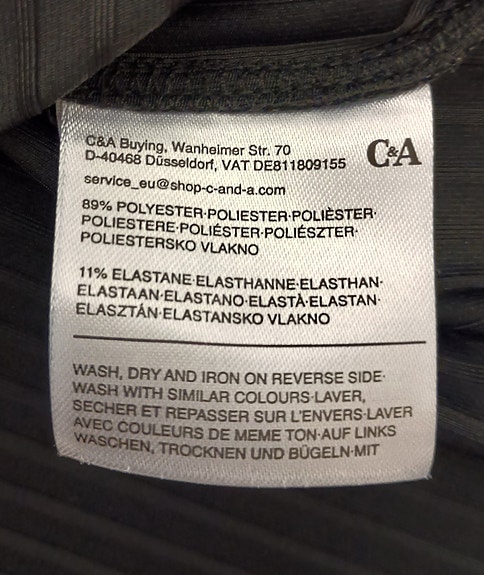 C&A Buying, Wanheimer Str. 70
D-40468 Düsseldorf, VAT DE811809155
C&A
service_eu@shop-c-and-a.com
89% POLYESTER·POLIESTER·POLIÈSTER·
POLIESTERE·POLIÉSTER·POLIÉSZTER·
POLIESTERSKO VLAKNO
11% ELASTANE·ELASTHANNE·ELASTHAN·
ELASTAAN·ELASTANO·ELASTÀ·ELASTAN·
ELASZTÁN·ELASTANSKO VLAKNO
WASH, DRY AND IRON ON REVERSE SIDE·
WASH WITH SIMILAR COLOURS·LAVER,
SECHER ET REPASSER SUR L'ENVERS·LAVER
AVEC COULEURS DE MEME TON·AUF LINKS
WASCHEN, TROCKNEN UND BÜGELN·MIT